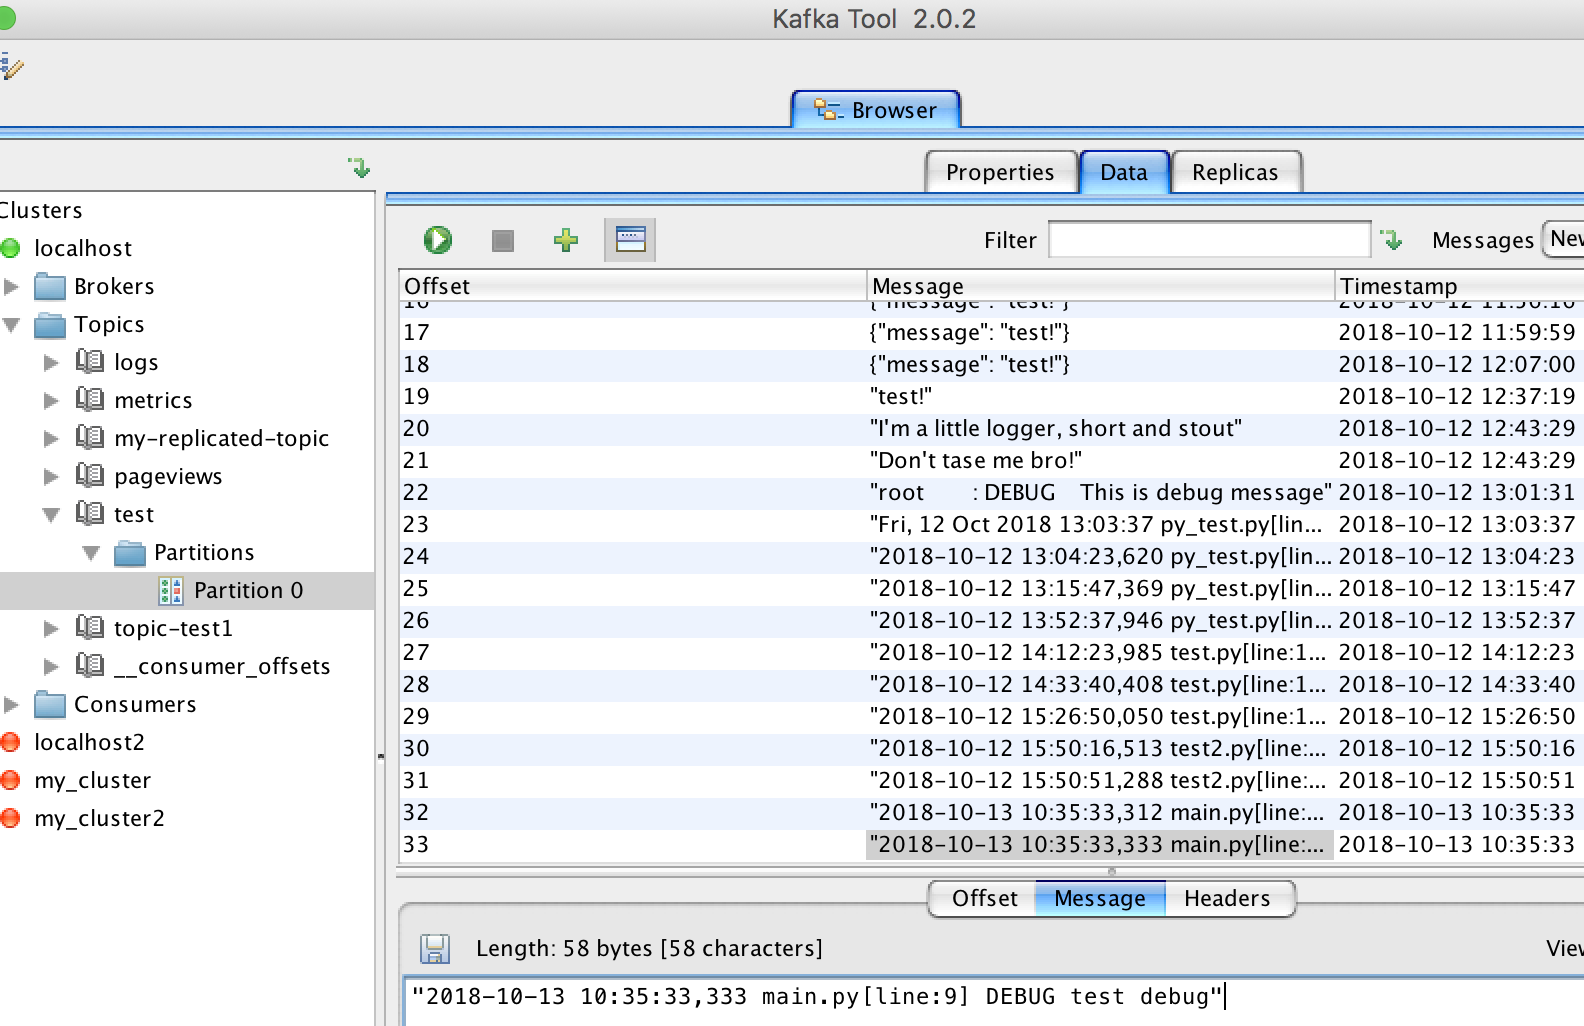 Kafka Tool 2.0.2
Browser
Properties Data Replicas
Clusters
localhost
Brokers
Topics
logs
metrics
my-replicated-topic
pageviews
test
Partitions
Partition 0
topic-test1
__consumer_offsets
Consumers
localhost2
my_cluster
my_cluster2
Filter Messages
Offset Message Timestamp
17 {"message": "test!"} 2018-10-12 11:59:59
18 {"message": "test!"} 2018-10-12 12:07:00
19 "test!" 2018-10-12 12:37:19
20 "I'm a little logger, short and stout" 2018-10-12 12:43:29
21 "Don't tase me bro!" 2018-10-12 12:43:29
22 "root : DEBUG This is debug message" 2018-10-12 13:01:31
23 "Fri, 12 Oct 2018 13:03:37 py_test.py[lin... 2018-10-12 13:03:37
24 "2018-10-12 13:04:23,620 py_test.py[lin... 2018-10-12 13:04:23
25 "2018-10-12 13:15:47,369 py_test.py[lin... 2018-10-12 13:15:47
26 "2018-10-12 13:52:37,946 py_test.py[lin... 2018-10-12 13:52:37
27 "2018-10-12 14:12:23,985 test.py[line:1... 2018-10-12 14:12:23
28 "2018-10-12 14:33:40,408 test.py[line:1... 2018-10-12 14:33:40
29 "2018-10-12 15:26:50,050 test.py[line:1... 2018-10-12 15:26:50
30 "2018-10-12 15:50:16,513 test2.py[line:... 2018-10-12 15:50:16
31 "2018-10-12 15:50:51,288 test2.py[line:... 2018-10-12 15:50:51
32 "2018-10-13 10:35:33,312 main.py[line:... 2018-10-13 10:35:33
33 "2018-10-13 10:35:33,333 main.py[line:... 2018-10-13 10:35:33
Offset Message Headers
Length: 58 bytes [58 characters]
"2018-10-13 10:35:33,333 main.py[line:9] DEBUG test debug"